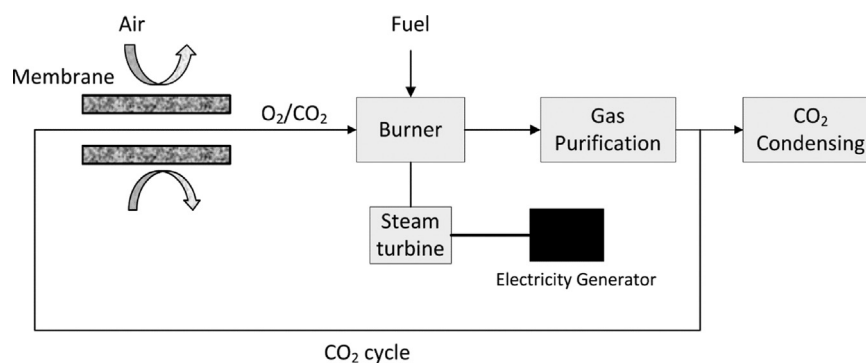 Air
Fuel
Membrane
O₂/CO₂
Burner
Gas
Purification
CO₂
Condensing
Steam
turbine
Electricity Generator
CO₂ cycle